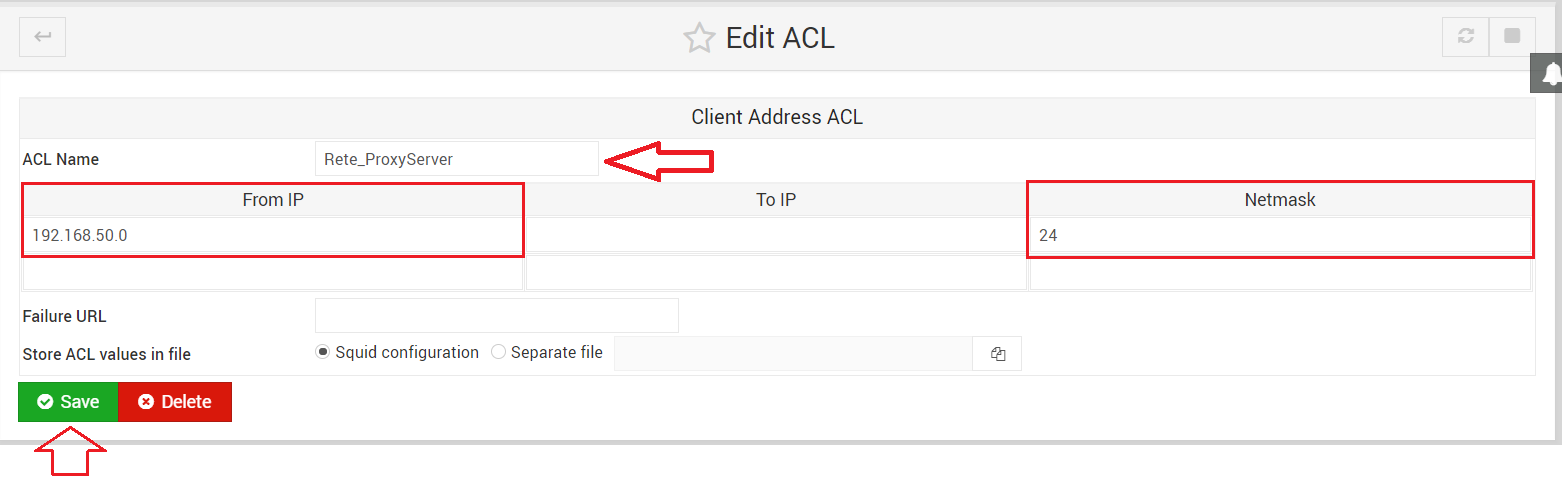 Edit ACL
Client Address ACL
ACL Name Rete_ProxyServer
From IP To IP Netmask
192.168.50.0 24
Failure URL
Store ACL values in file Squid configuration Separate file
Save Delete